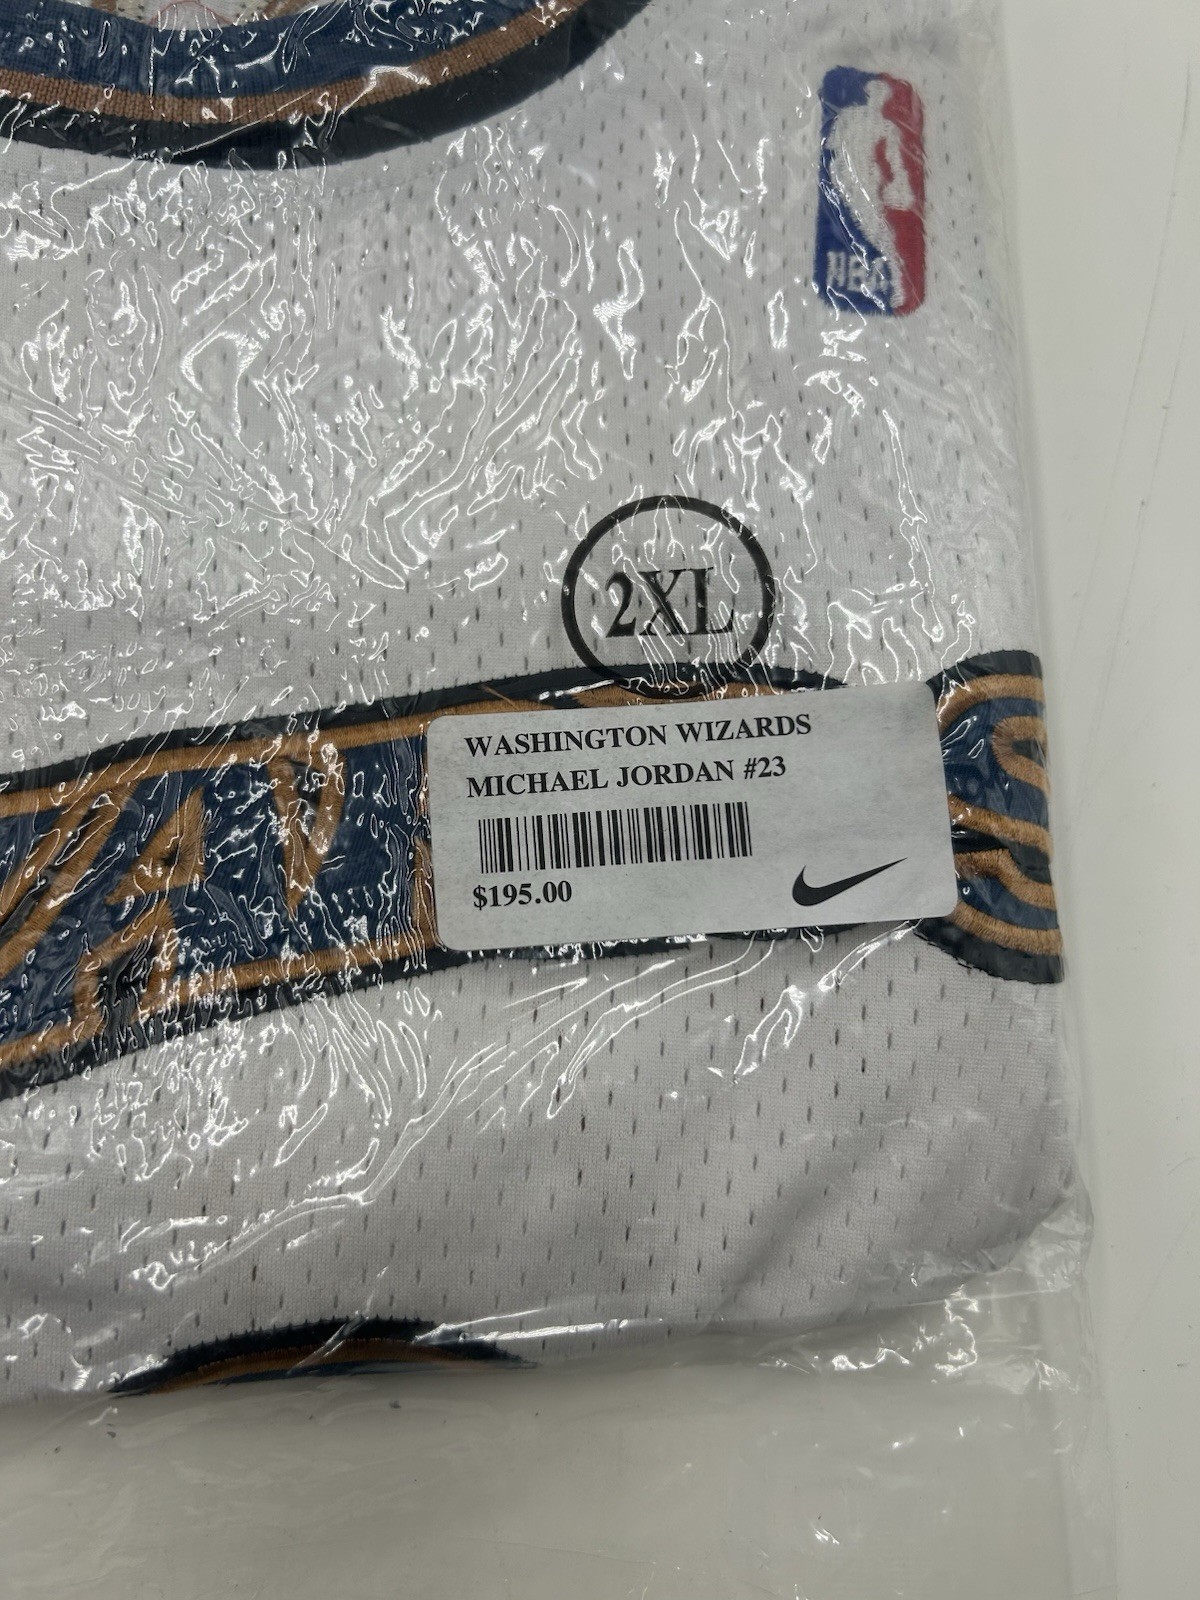 NBA
2XL
WASHINGTON WIZARDS
MICHAEL JORDAN #23
$195.00